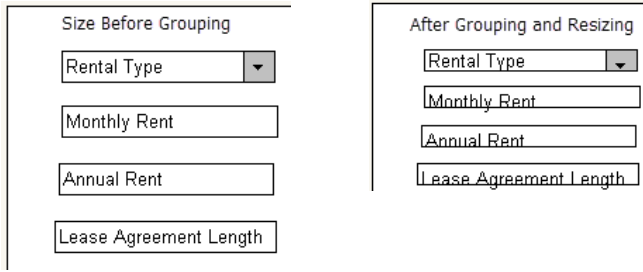 Size Before Grouping
Rental Type
Monthly Rent
Annual Rent
Lease Agreement Length
After Grouping and Resizing
Rental Type
Monthly Rent
Annual Rent
Lease Agreement Length